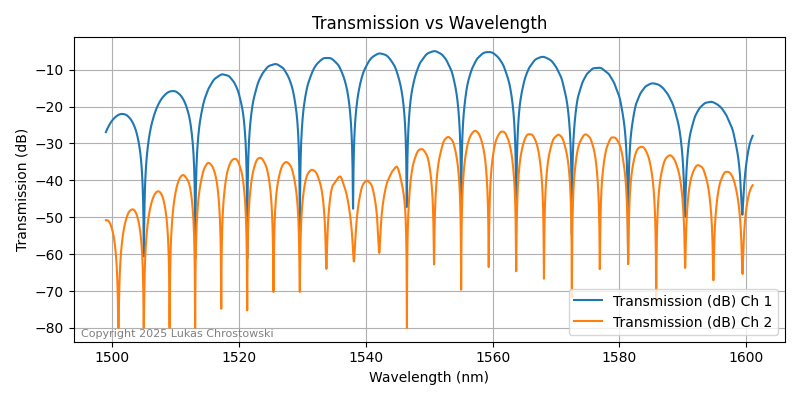 Transmission vs Wavelength
Transmission (dB)
−10
−20
−30
−40
−50
−60
−70
−80
Transmission (dB) Ch 1
Transmission (dB) Ch 2
Copyright 2025 Lukas Chrostowski
1500 1520 1540 1560 1580 1600
Wavelength (nm)